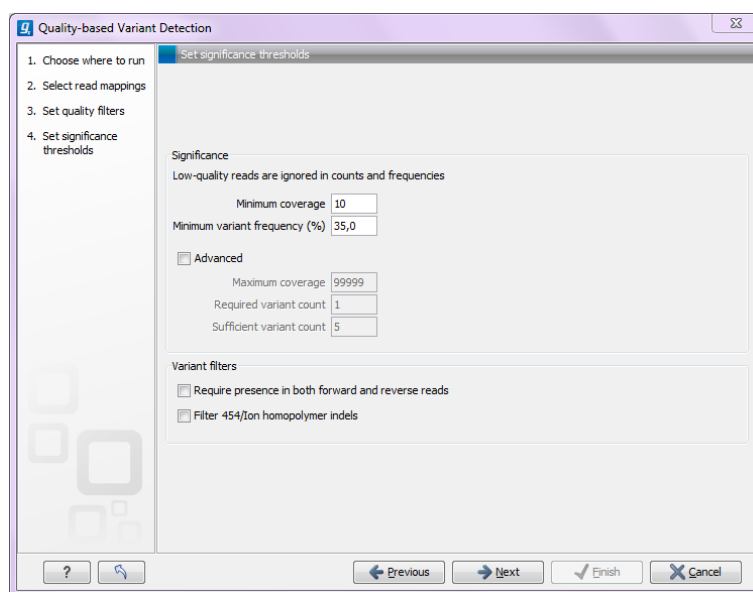 Quality-based Variant Detection
1. Choose where to run
2. Select read mappings
3. Set quality filters
4. Set significance
thresholds
Set significance thresholds
Significance
Low-quality reads are ignored in counts and frequencies
Minimum coverage 10
Minimum variant frequency (%) 35,0
Advanced
Maximum coverage 99999
Required variant count 1
Sufficient variant count 5
Variant filters
Require presence in both forward and reverse reads
Filter 454/Ion homopolymer indels
? Previous Next Finish Cancel